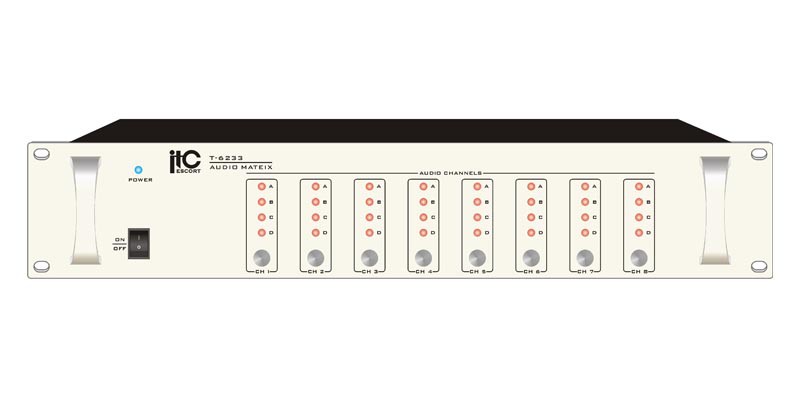 itC
ESCORT
T-6233
AUDIO MATEIX
POWER
ON
OFF
I
O
AUDIO CHANNELS
A A A A A A A A
B B B B B B B B
C C C C C C C C
D D D D D D D D
CH 1 CH 2 CH 3 CH 4 CH 5 CH 6 CH 7 CH 8